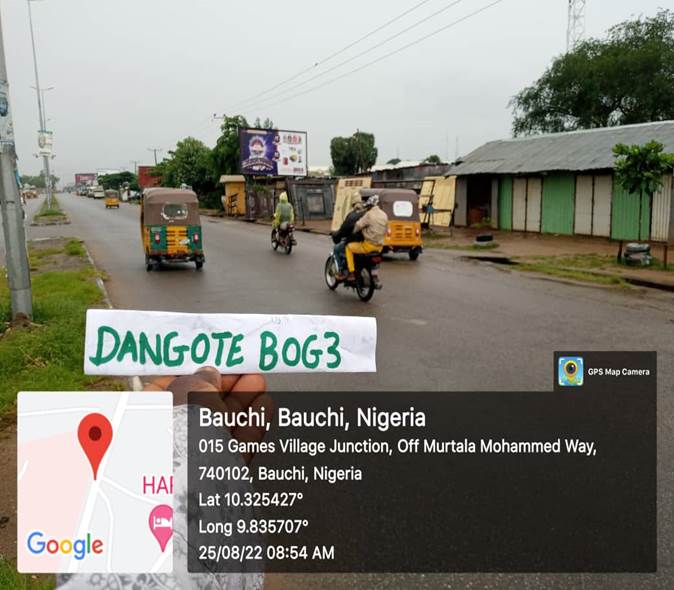 DANGOTE BOG3
GPS Map Camera
Bauchi, Bauchi, Nigeria
015 Games Village Junction, Off Murtala Mohammed Way,
740102, Bauchi, Nigeria
Lat 10.325427°
Long 9.835707°
25/08/22 08:54 AM
HAR
Google